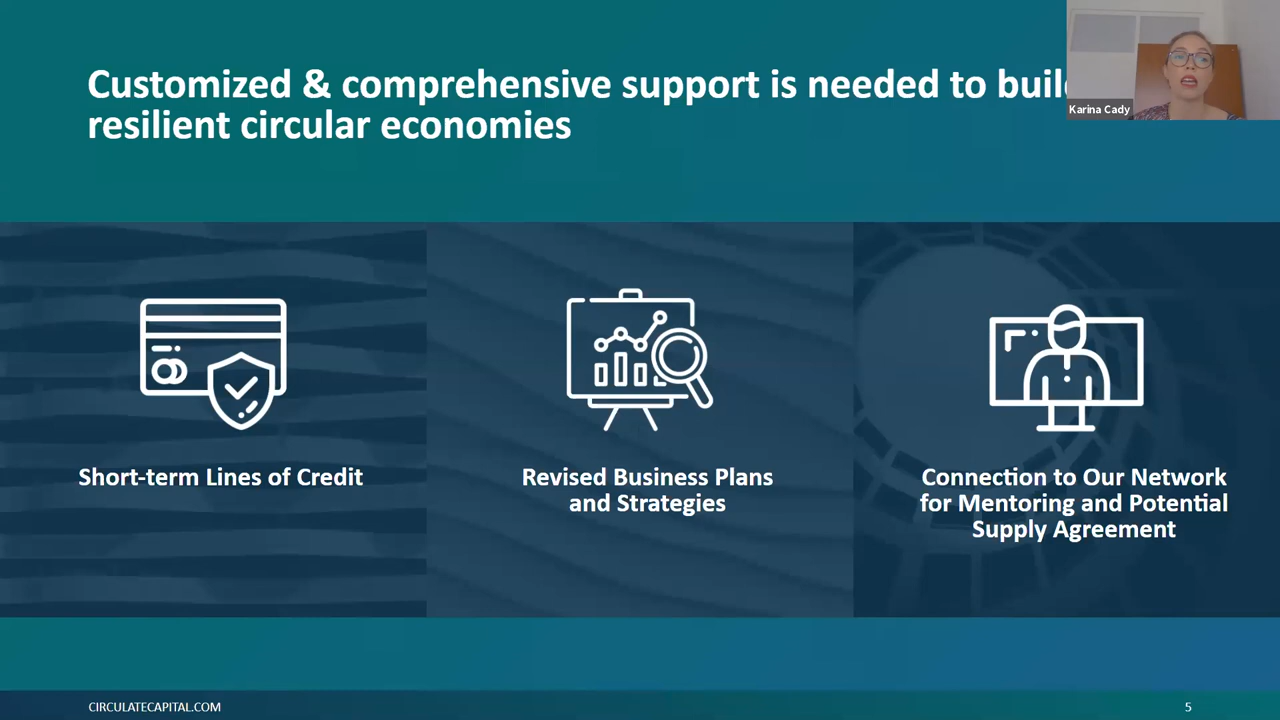 Customized & comprehensive support is needed to build
resilient circular economies
Karina Cady
Short-term Lines of Credit
Revised Business Plans
and Strategies
Connection to Our Network
for Mentoring and Potential
Supply Agreement
CIRCULATECAPITAL.COM
5